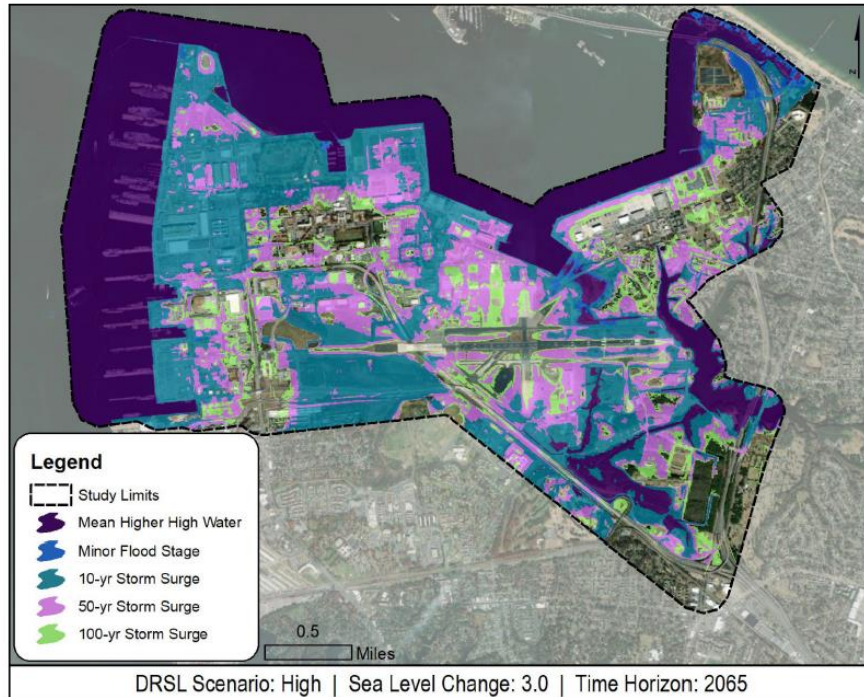 Z
Legend
Study Limits
Mean Higher High Water
Minor Flood Stage
10-yr Storm Surge
50-yr Storm Surge
100-yr Storm Surge
0.5
Miles
DRSL Scenario: High | Sea Level Change: 3.0 | Time Horizon: 2065